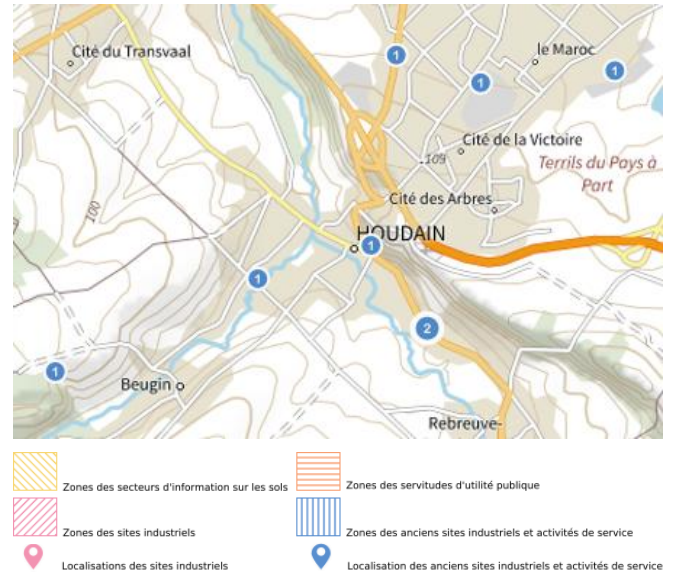 Cité du Transvaal
1
le Maroc
1
1
Cité de la Victoire
109
Terrils du Pays à
Part
100
Cité des Arbres
HOUDAIN
1
1
2
1
Beugin
Rebreuve-
Zones des secteurs d'information sur les sols
Zones des servitudes d'utilité publique
Zones des sites industriels
Zones des anciens sites industriels et activités de service
Localisations des sites industriels
Localisation des anciens sites industriels et activités de service